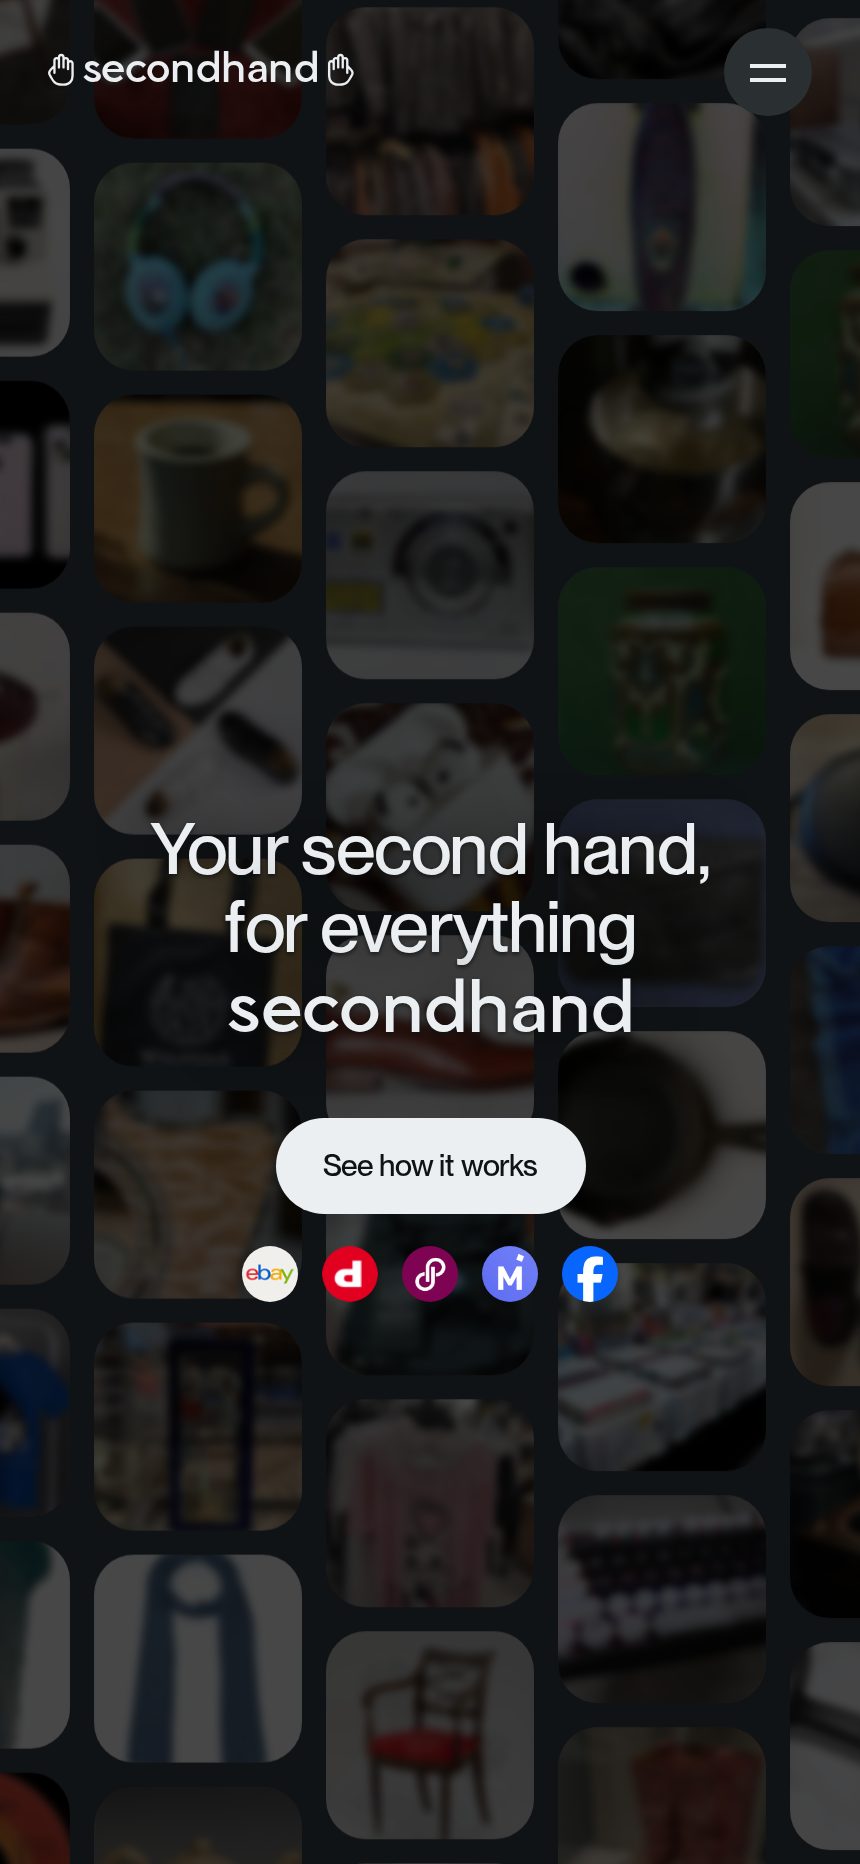 secondhand
Your second hand,
for everything
secondhand
See how it works
ebay